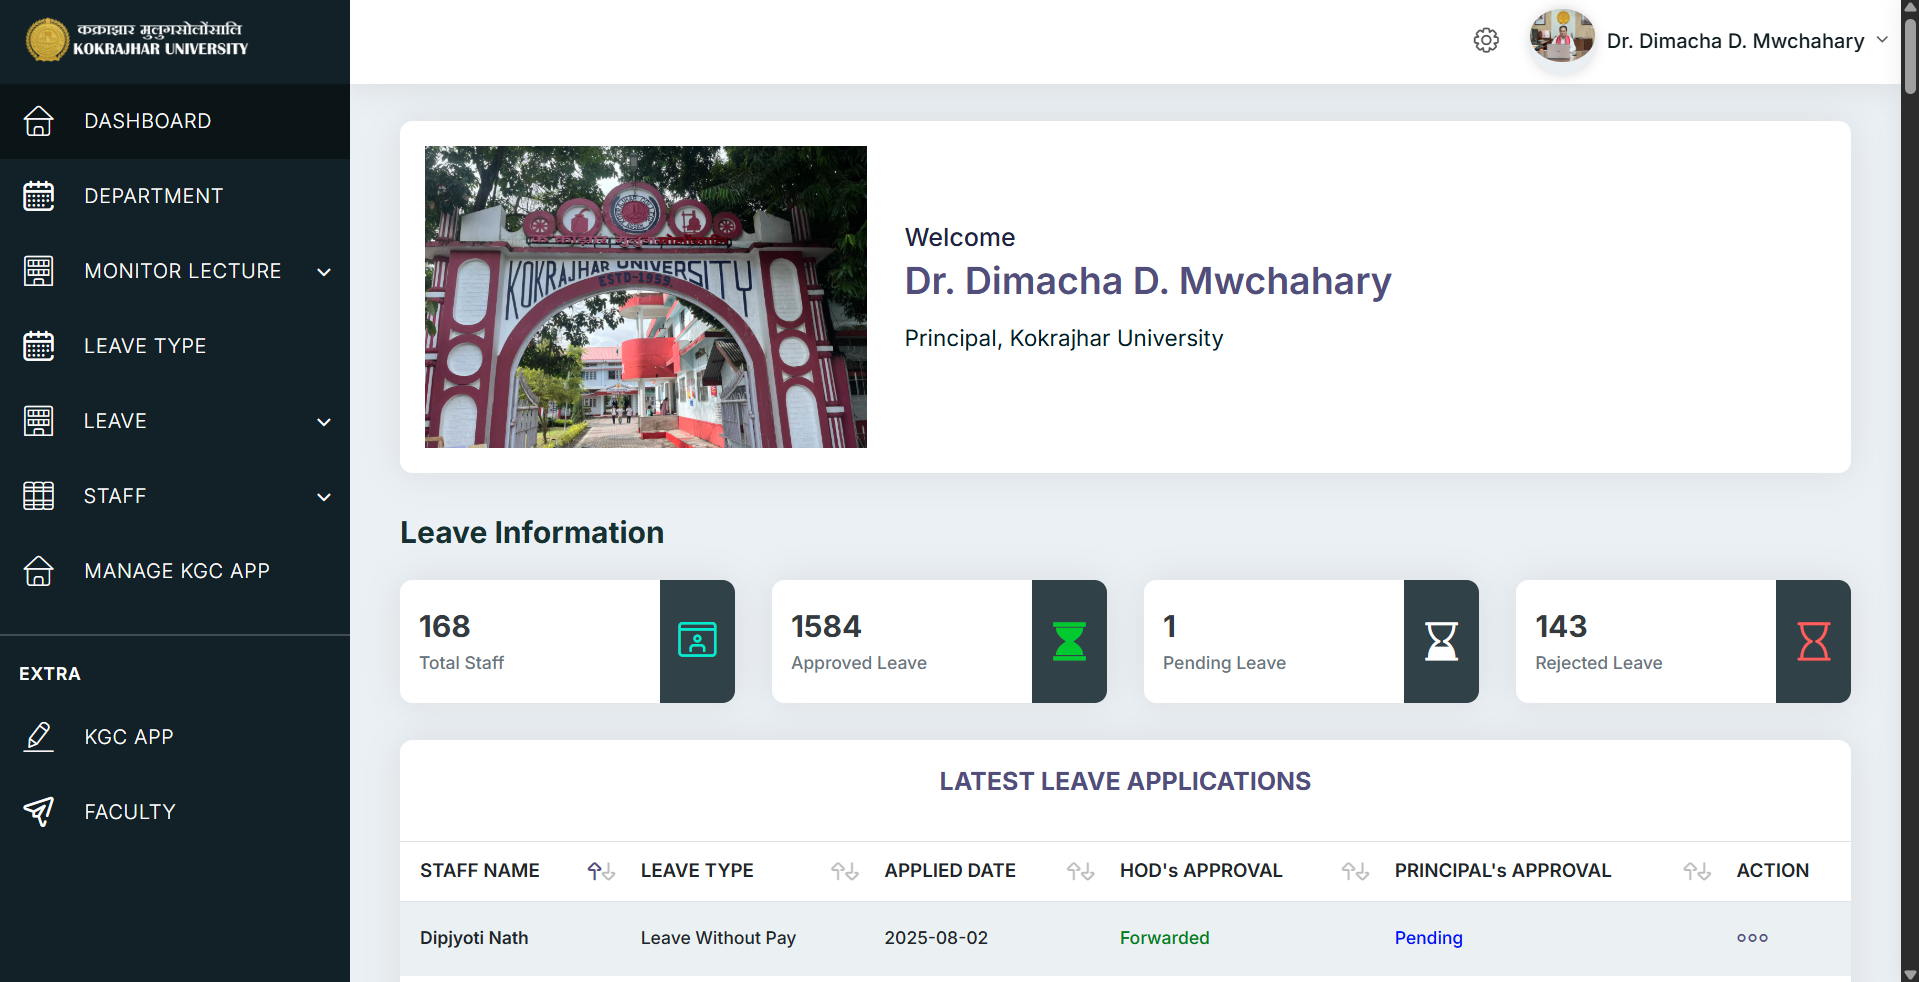 कक्राझार मुलुगसोलोंसालि
KOKRAJHAR UNIVERSITY
Dr. Dimacha D. Mwchahary
DASHBOARD
DEPARTMENT
MONITOR LECTURE
LEAVE TYPE
LEAVE
STAFF
MANAGE KGC APP
EXTRA
KGC APP
FACULTY
KOKRAJHAR UNIVERSITY
ESTD-1959
Welcome
Dr. Dimacha D. Mwchahary
Principal, Kokrajhar University
Leave Information
168
Total Staff
1584
Approved Leave
1
Pending Leave
143
Rejected Leave
LATEST LEAVE APPLICATIONS
STAFF NAME LEAVE TYPE APPLIED DATE HOD's APPROVAL PRINCIPAL's APPROVAL ACTION
Dipjyoti Nath Leave Without Pay 2025-08-02 Forwarded Pending